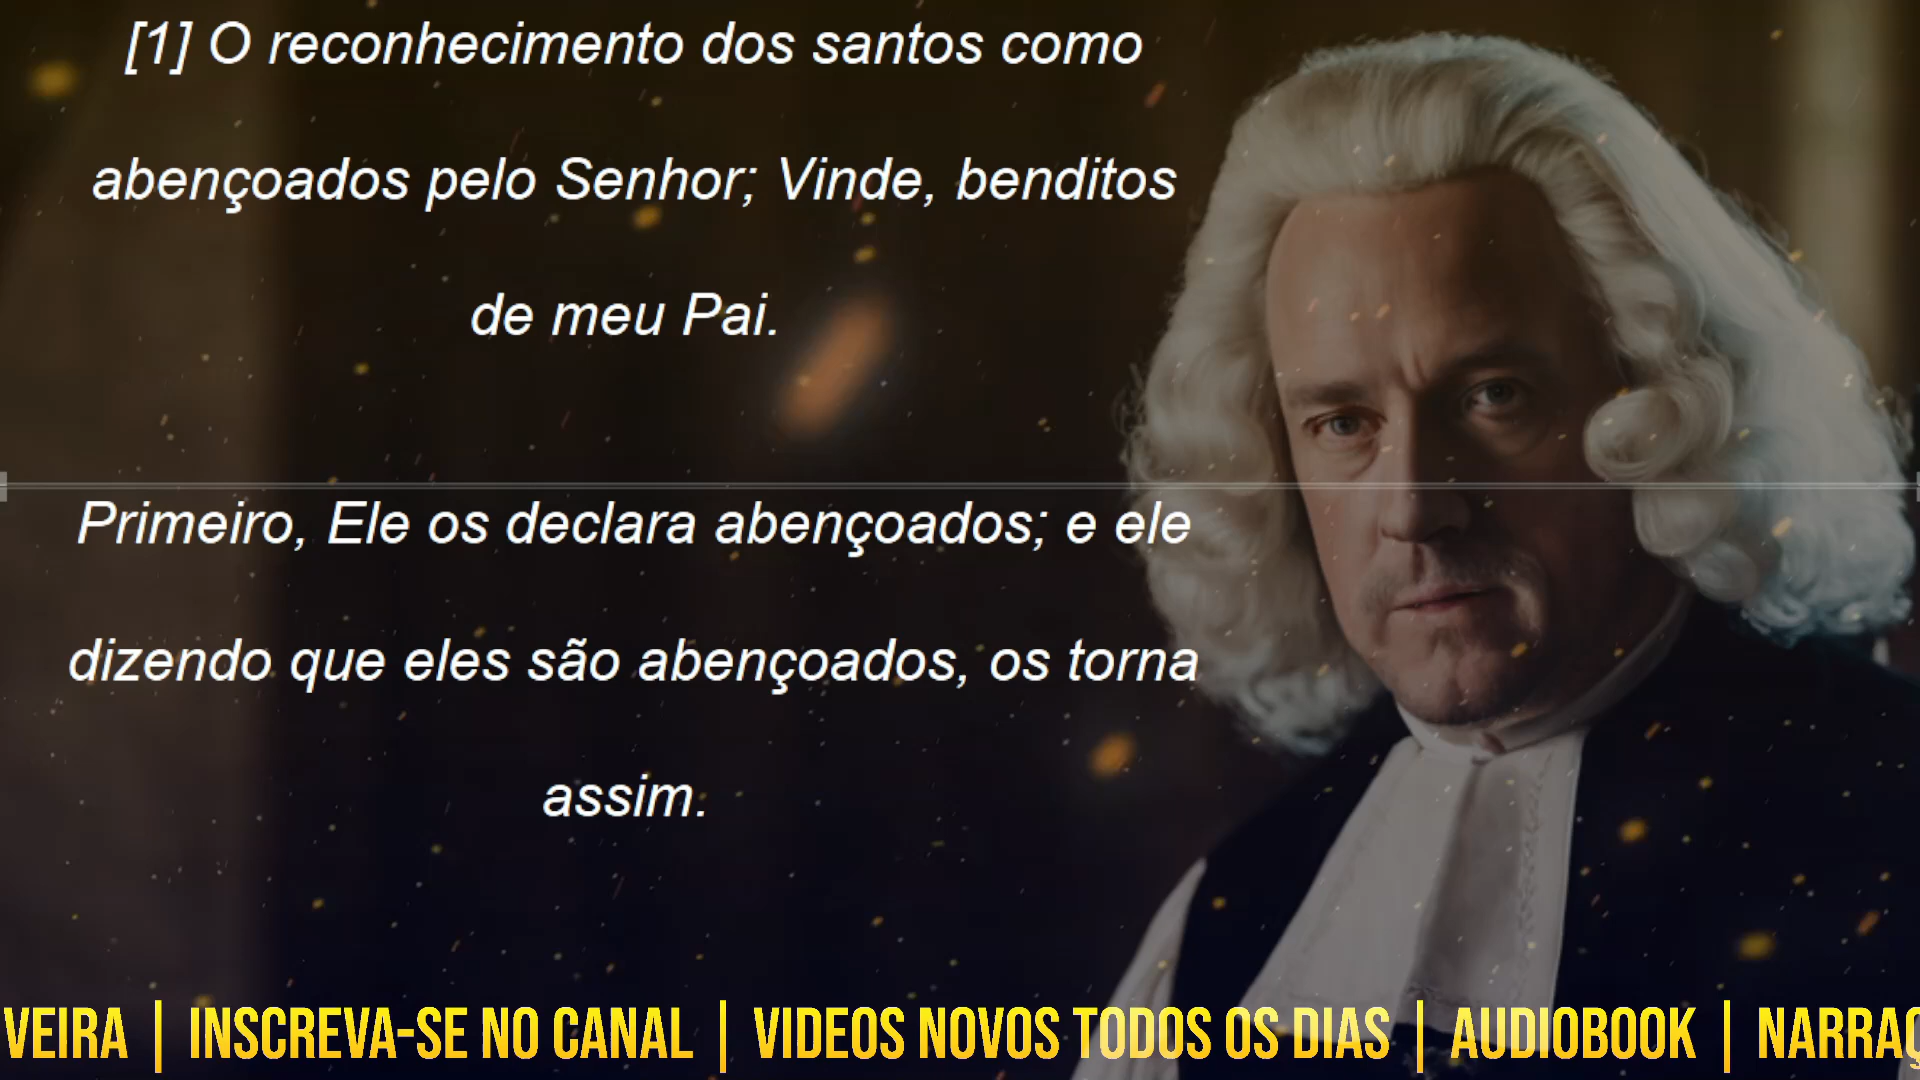 [1] O reconhecimento dos santos como
abençoados pelo Senhor; Vinde, benditos
de meu Pai.
Primeiro, Ele os declara abençoados; e ele
dizendo que eles são abençoados, os torna
assim.
VEIRA | INSCREVA-SE NO CANAL | VIDEOS NOVOS TODOS OS DIAS | AUDIOBOOK |